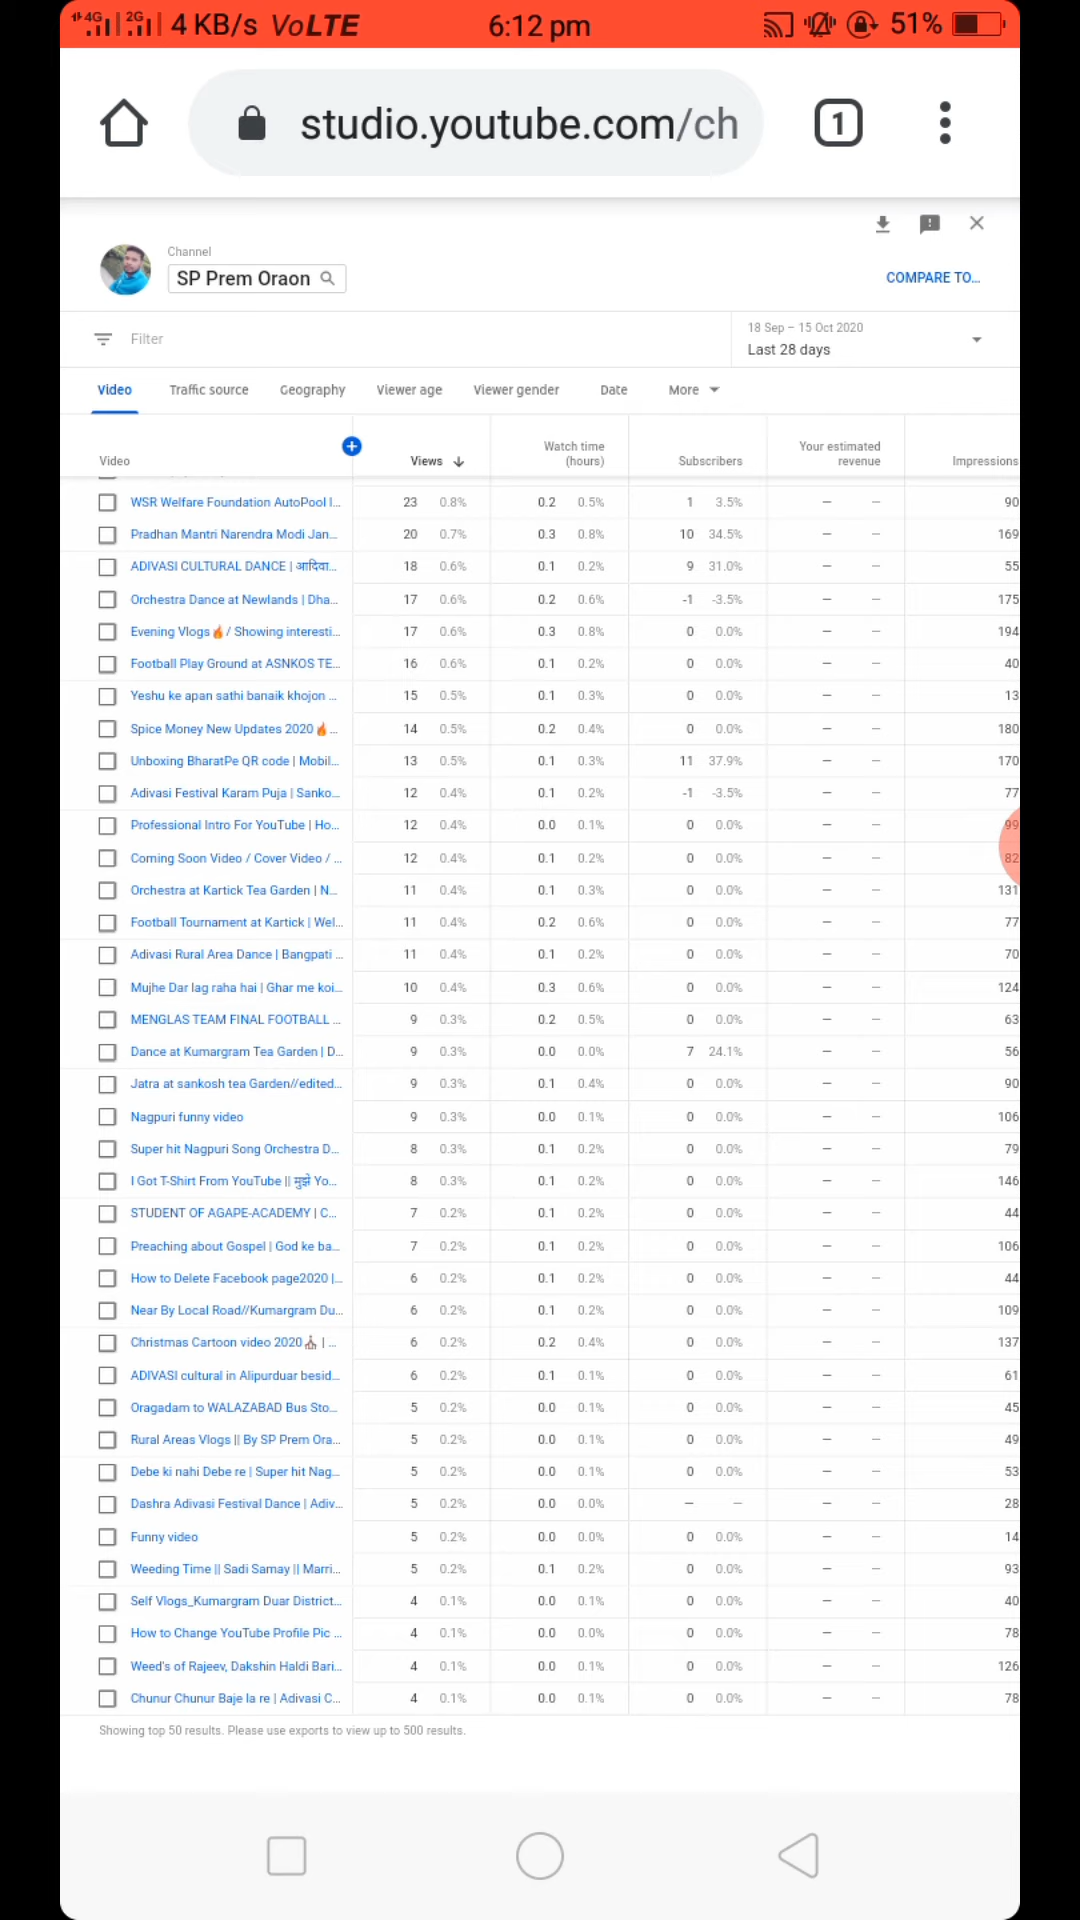 4G 2G 4 KB/s VoLTE 6:12 pm 51%
studio.youtube.com/ch 1
Channel
SP Prem Oraon
COMPARE TO...
Filter
18 Sep – 15 Oct 2020
Last 28 days
Video Traffic source Geography Viewer age Viewer gender Date More
Video Views Watch time (hours) Subscribers Your estimated revenue Impressions
WSR Welfare Foundation AutoPool I... 23 0.8% 0.2 0.5% 1 3.5% — — 90
Pradhan Mantri Narendra Modi Jan... 20 0.7% 0.3 0.8% 10 34.5% — — 169
ADIVASI CULTURAL DANCE | आदिवा... 18 0.6% 0.1 0.2% 9 31.0% — — 55
Orchestra Dance at Newlands | Dha... 17 0.6% 0.2 0.6% -1 -3.5% — — 175
Evening Vlogs🔥/ Showing interesti... 17 0.6% 0.3 0.8% 0 0.0% — — 194
Football Play Ground at ASNKOS TE... 16 0.6% 0.1 0.2% 0 0.0% — — 40
Yeshu ke apan sathi banaik khojon ... 15 0.5% 0.1 0.3% 0 0.0% — — 13
Spice Money New Updates 2020🔥... 14 0.5% 0.2 0.4% 0 0.0% — — 180
Unboxing BharatPe QR code | Mobil... 13 0.5% 0.1 0.3% 11 37.9% — — 170
Adivasi Festival Karam Puja | Sanko... 12 0.4% 0.1 0.2% -1 -3.5% — — 77
Professional Intro For YouTube | Ho... 12 0.4% 0.0 0.1% 0 0.0% — — 99
Coming Soon Video / Cover Video / ... 12 0.4% 0.1 0.2% 0 0.0% — — 82
Orchestra at Kartick Tea Garden | N... 11 0.4% 0.1 0.3% 0 0.0% — — 131
Football Tournament at Kartick | Wel... 11 0.4% 0.2 0.6% 0 0.0% — — 77
Adivasi Rural Area Dance | Bangpati ... 11 0.4% 0.1 0.2% 0 0.0% — — 70
Mujhe Dar lag raha hai | Ghar me koi... 10 0.4% 0.3 0.6% 0 0.0% — — 124
MENGLAS TEAM FINAL FOOTBALL ... 9 0.3% 0.2 0.5% 0 0.0% — — 63
Dance at Kumargram Tea Garden | D... 9 0.3% 0.0 0.0% 7 24.1% — — 56
Jatra at sankosh tea Garden//edited... 9 0.3% 0.1 0.4% 0 0.0% — — 90
Nagpuri funny video 9 0.3% 0.0 0.1% 0 0.0% — — 106
Super hit Nagpuri Song Orchestra D... 8 0.3% 0.1 0.2% 0 0.0% — — 79
I Got T-Shirt From YouTube || मुझे Yo... 8 0.3% 0.1 0.2% 0 0.0% — — 146
STUDENT OF AGAPE-ACADEMY | C... 7 0.2% 0.1 0.2% 0 0.0% — — 44
Preaching about Gospel | God ke ba... 7 0.2% 0.1 0.2% 0 0.0% — — 106
How to Delete Facebook page2020 |... 6 0.2% 0.1 0.2% 0 0.0% — — 44
Near By Local Road//Kumargram Du... 6 0.2% 0.1 0.2% 0 0.0% — — 109
Christmas Cartoon video 2020⛪ | ... 6 0.2% 0.2 0.4% 0 0.0% — — 137
ADIVASI cultural in Alipurduar besid... 6 0.2% 0.1 0.1% 0 0.0% — — 61
Oragadam to WALAZABAD Bus Sto... 5 0.2% 0.0 0.1% 0 0.0% — — 45
Rural Areas Vlogs || By SP Prem Ora... 5 0.2% 0.0 0.1% 0 0.0% — — 49
Debe ki nahi Debe re | Super hit Nag... 5 0.2% 0.0 0.1% 0 0.0% — — 53
Dashra Adivasi Festival Dance | Adiv... 5 0.2% 0.0 0.0% — — — — 28
Funny video 5 0.2% 0.0 0.0% 0 0.0% — — 14
Weeding Time || Sadi Samay || Marri... 5 0.2% 0.1 0.2% 0 0.0% — — 93
Self Vlogs_Kumargram Duar District... 4 0.1% 0.0 0.1% 0 0.0% — — 40
How to Change YouTube Profile Pic ... 4 0.1% 0.0 0.0% 0 0.0% — — 78
Weed's of Rajeev, Dakshin Haldi Bari... 4 0.1% 0.0 0.1% 0 0.0% — — 126
Chunur Chunur Baje la re | Adivasi C... 4 0.1% 0.0 0.1% 0 0.0% — — 78
Showing top 50 results. Please use exports to view up to 500 results.